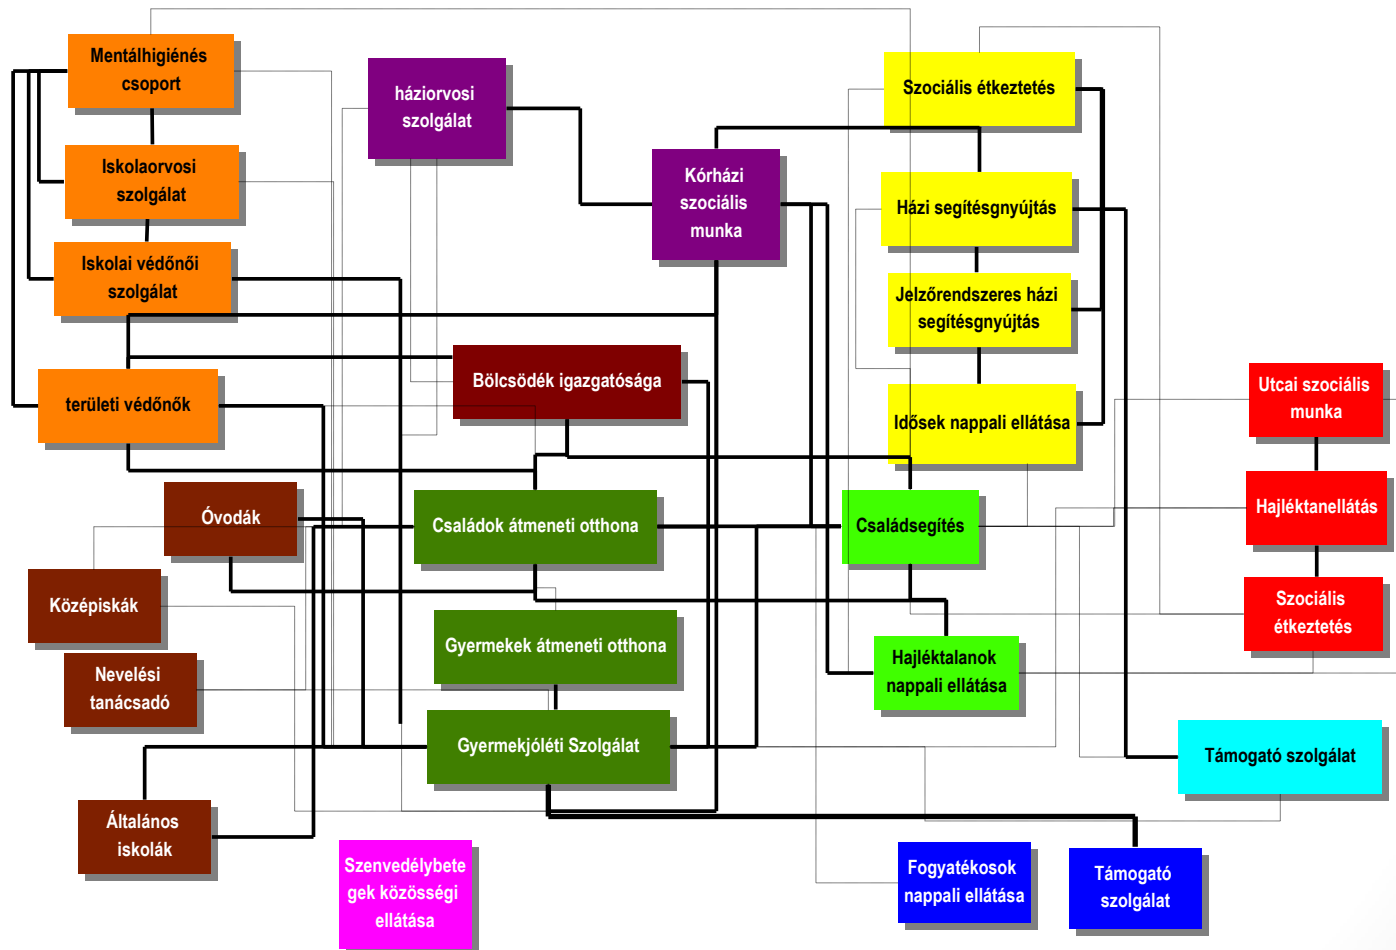 Mentálhigiénés
csoport
háziorvosi
szolgálat
Szociális étkeztetés
Iskolaorvosi
szolgálat
Kórházi
szociális
munka
Házi segítésgnyújtás
Iskolai védőnői
szolgálat
Jelzőrendszeres házi
segítésgnyújtás
Bölcsödék igazgatósága
területi védőnők
Idősek nappali ellátása
Utcai szociális
munka
Óvodák
Családok átmeneti otthona
Családsegítés
Hajléktanellátás
Középiskák
Gyermekek átmeneti otthona
Szociális
étkeztetés
Nevelési
tanácsadó
Hajléktalanok
nappali ellátása
Gyermekjóléti Szolgálat
Támogató szolgálat
Általános
iskolák
Szenvedélybete
gek közösségi
ellátása
Fogyatékosok
nappali ellátása
Támogató
szolgálat